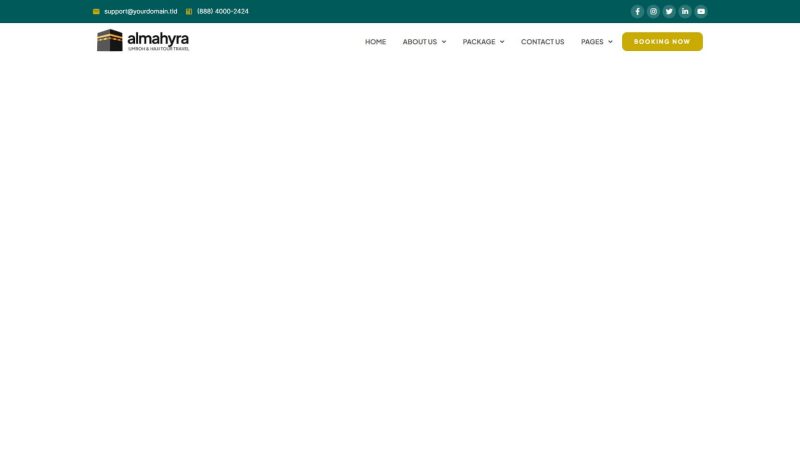 support@yourdomain.tld (888) 4000-2424
almahyra
UMROH & HAJI TOUR TRAVEL
HOME ABOUT US PACKAGE CONTACT US PAGES BOOKING NOW